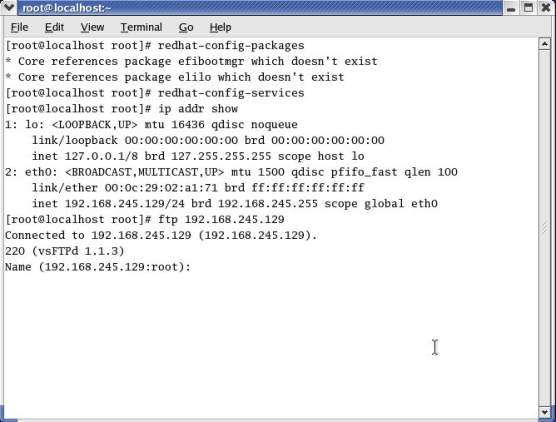 root@localhost:~
File Edit View Terminal Go Help
[root@localhost root]# redhat-config-packages
* Core references package efibootmgr which doesn't exist
* Core references package elilo which doesn't exist
[root@localhost root]# redhat-config-services
[root@localhost root]# ip addr show
1: lo: <LOOPBACK,UP> mtu 16436 qdisc noqueue
    link/loopback 00:00:00:00:00:00 brd 00:00:00:00:00:00
    inet 127.0.0.1/8 brd 127.255.255.255 scope host lo
2: eth0: <BROADCAST,MULTICAST,UP> mtu 1500 qdisc pfifo_fast qlen 100
    link/ether 00:0c:29:02:a1:71 brd ff:ff:ff:ff:ff:ff
    inet 192.168.245.129/24 brd 192.168.245.255 scope global eth0
[root@localhost root]# ftp 192.168.245.129
Connected to 192.168.245.129 (192.168.245.129).
220 (vsFTPd 1.1.3)
Name (192.168.245.129:root):